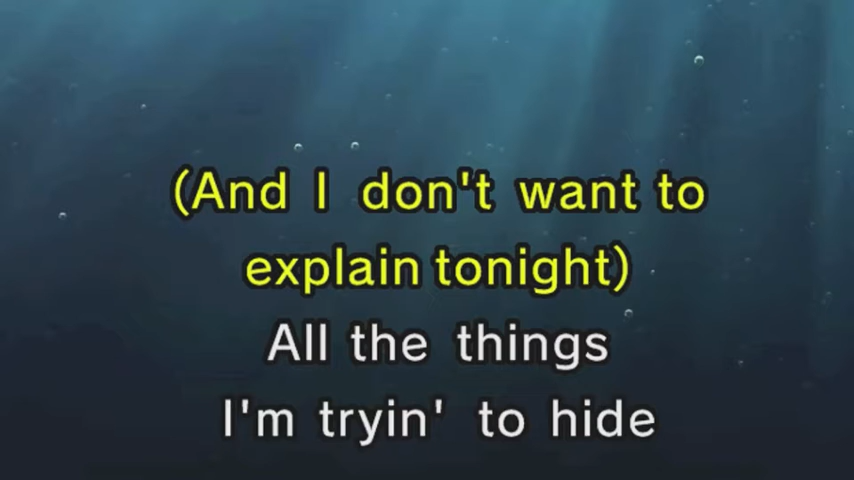 (And I don't want to
explain tonight)
All the things
I'm tryin' to hide